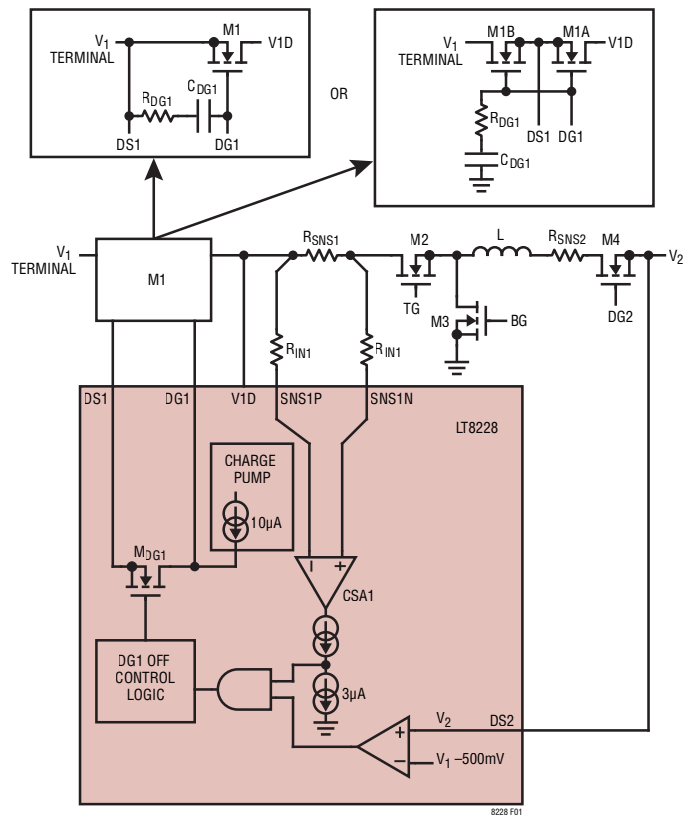 M1
V1
TERMINAL
V1D
RDG1
CDG1
DS1
DG1
OR
M1B
M1A
V1
TERMINAL
V1D
RDG1
CDG1
DS1
DG1
V1
TERMINAL
M1
RSNS1
M2
TG
L
RSNS2
M4
V2
DG2
M3
BG
RIN1
RIN1
DS1
DG1
V1D
SNS1P
SNS1N
LT8228
CHARGE
PUMP
10µA
MDG1
– +
CSA1
DG1 OFF
CONTROL
LOGIC
3µA
+
V2
DS2
–
V1 –500mV
8228 F01